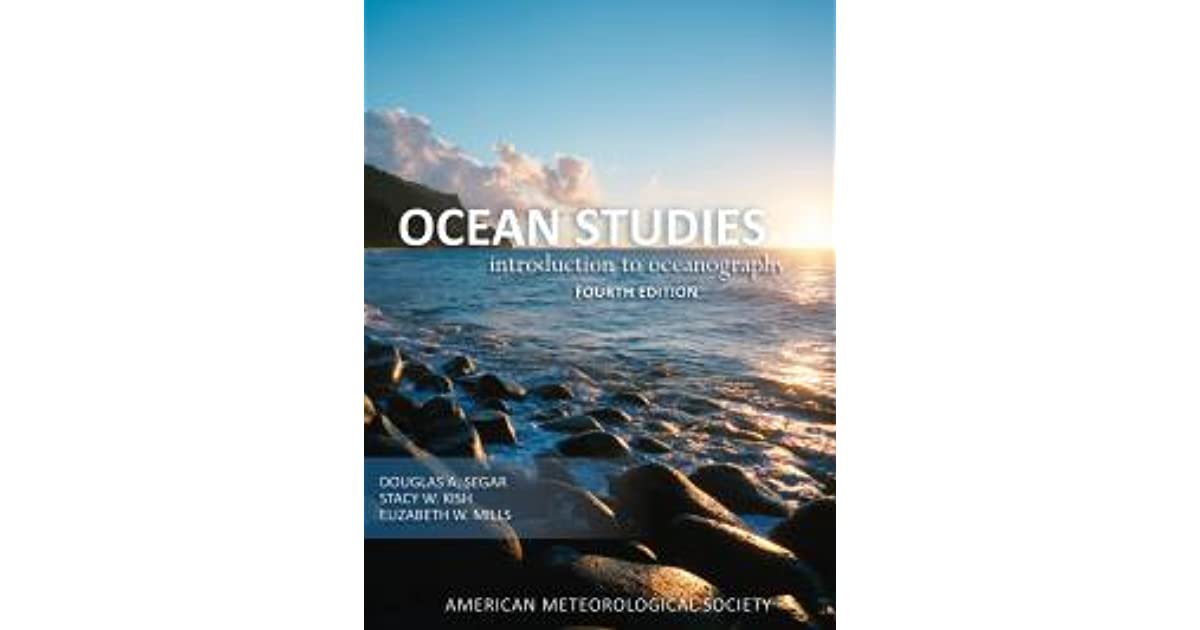 OCEAN STUDIES
introduction to oceanography
FOURTH EDITION
DOUGLAS A. SEGAR
STACY W. KISH
ELIZABETH W. MILLS
AMERICAN METEOROLOGICAL SOCIETY